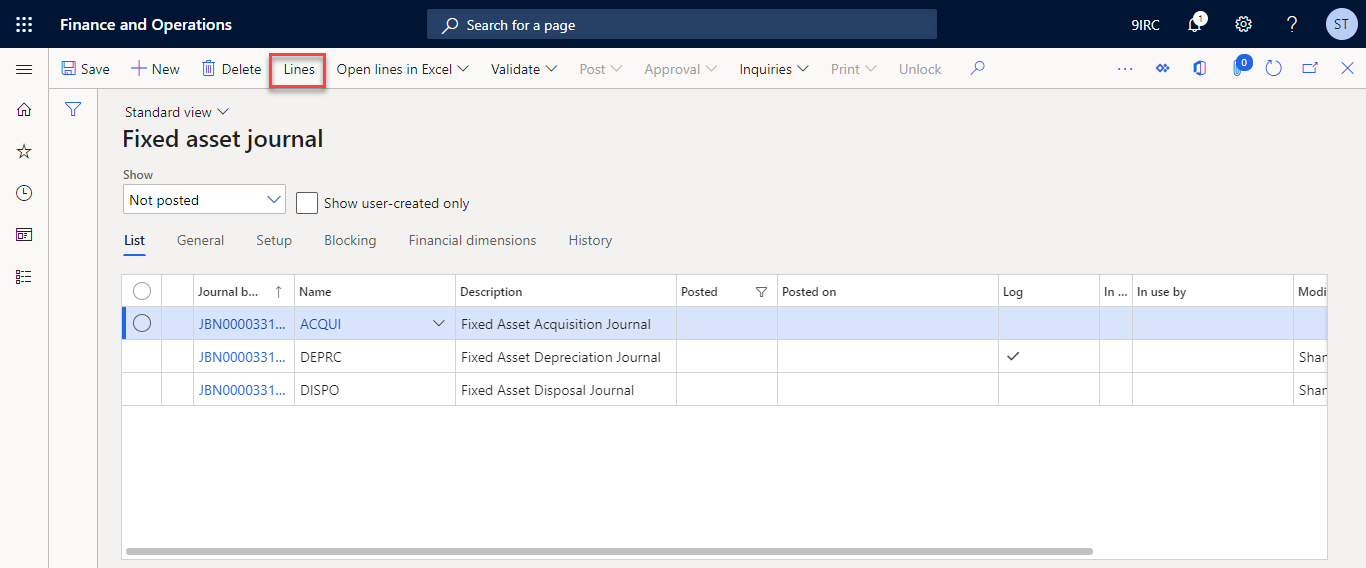 Finance and Operations Search for a page 9IRC 1 ? ST
Save New Delete Lines Open lines in Excel Validate Post Approval Inquiries Print Unlock ... 0
Standard view
Fixed asset journal
Show
Not posted Show user-created only
List General Setup Blocking Financial dimensions History
Journal b... Name Description Posted Posted on Log In ... In use by Modi
JBN0000331... ACQUI Fixed Asset Acquisition Journal
JBN0000331... DEPRC Fixed Asset Depreciation Journal Shar
JBN0000331... DISPO Fixed Asset Disposal Journal Shar